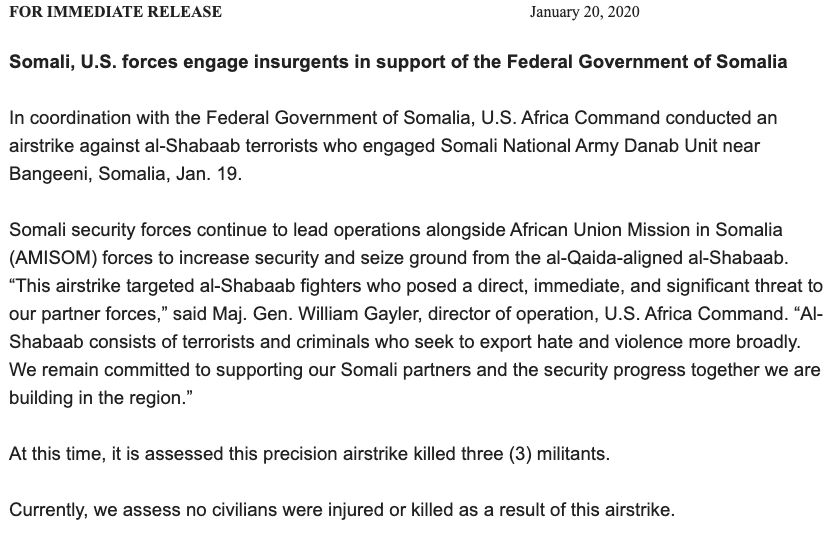 FOR IMMEDIATE RELEASE January 20, 2020
Somali, U.S. forces engage insurgents in support of the Federal Government of Somalia
In coordination with the Federal Government of Somalia, U.S. Africa Command conducted an
airstrike against al-Shabaab terrorists who engaged Somali National Army Danab Unit near
Bangeeni, Somalia, Jan. 19.
Somali security forces continue to lead operations alongside African Union Mission in Somalia
(AMISOM) forces to increase security and seize ground from the al-Qaida-aligned al-Shabaab.
“This airstrike targeted al-Shabaab fighters who posed a direct, immediate, and significant threat to
our partner forces,” said Maj. Gen. William Gayler, director of operation, U.S. Africa Command. “Al-
Shabaab consists of terrorists and criminals who seek to export hate and violence more broadly.
We remain committed to supporting our Somali partners and the security progress together we are
building in the region.”
At this time, it is assessed this precision airstrike killed three (3) militants.
Currently, we assess no civilians were injured or killed as a result of this airstrike.